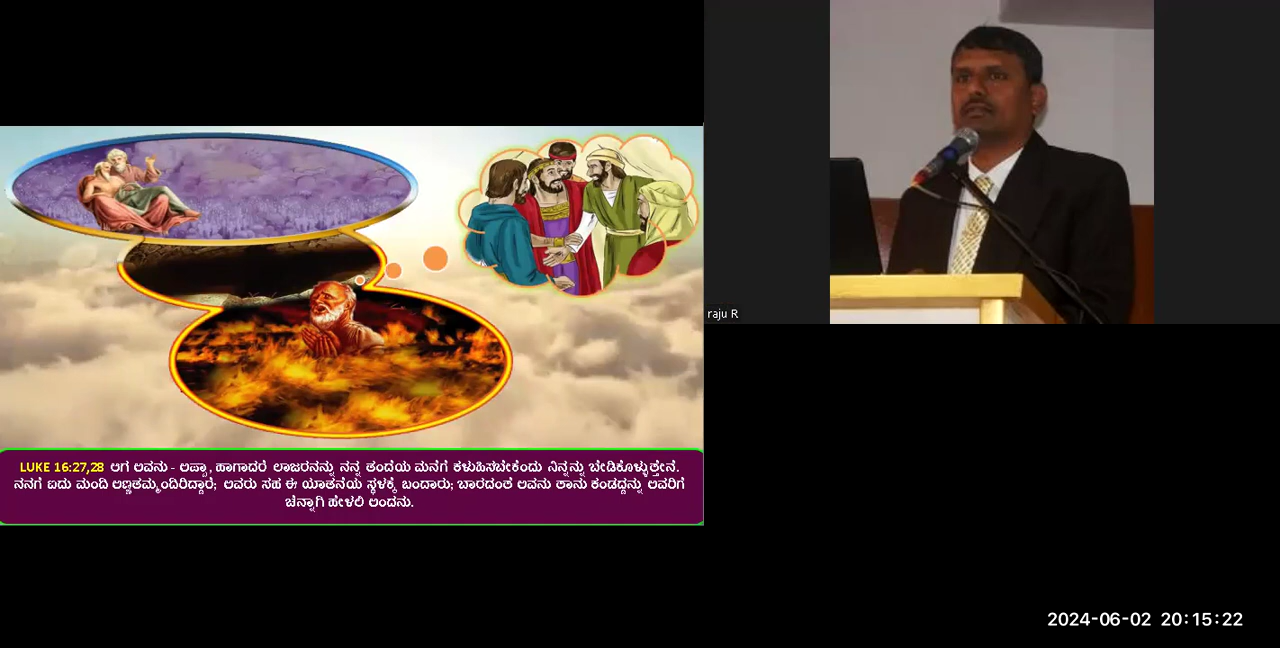 raju R
LUKE 16:27,28 ಆಗ ಅವನು - ಅಪ್ಪಾ, ಹಾಗಾದರೆ ಲಾಜರನನ್ನು ನನ್ನ ತಂದೆಯ ಮನೆಗೆ ಕಳುಹಿಸಬೇಕೆಂದು ನಿನ್ನನ್ನು ಬೇಡಿಕೊಳ್ಳುತ್ತೇನೆ.
ನನಗೆ ಐದು ಮಂದಿ ಅಣ್ಣತಮ್ಮಂದಿರಿದ್ದಾರೆ; ಅವರು ಸಹ ಈ ಯಾತನೆಯ ಸ್ಥಳಕ್ಕೆ ಬಂದಾರು; ಬಾರದಂತೆ ಅವನು ತಾನು ಕಂಡದ್ದನ್ನು ಅವರಿಗೆ
ಚೆನ್ನಾಗಿ ಹೇಳಲಿ ಅಂದನು.
2024-06-02 20:15:22